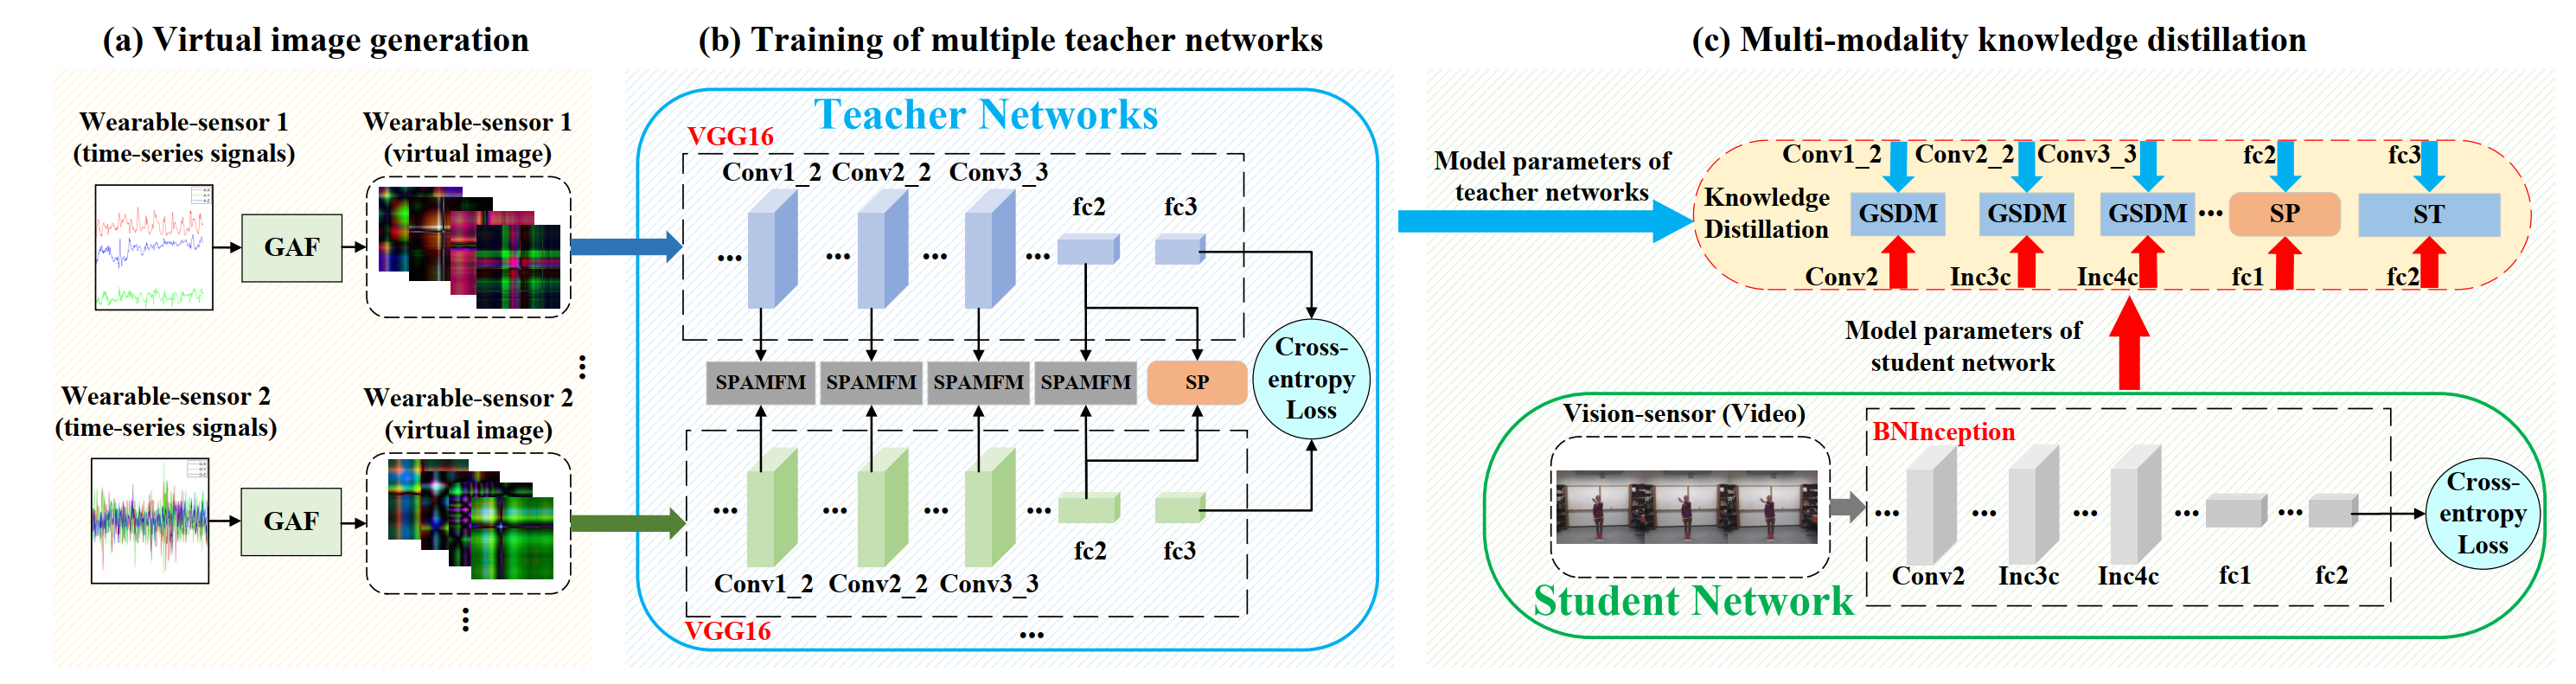 (a) Virtual image generation
Wearable-sensor 1
(time-series signals)
GAF
Wearable-sensor 1
(virtual image)
...
Wearable-sensor 2
(time-series signals)
GAF
Wearable-sensor 2
(virtual image)
...
(b) Training of multiple teacher networks
Teacher Networks
VGG16
Conv1_2 Conv2_2 Conv3_3
fc2 fc3
... ... ... ...
SPAMFM SPAMFM SPAMFM SPAMFM SP
Cross-
entropy
Loss
... ... ... ...
fc2 fc3
Conv1_2 Conv2_2 Conv3_3
VGG16
...
(c) Multi-modality knowledge distillation
Model parameters of
teacher networks
Conv1_2 Conv2_2 Conv3_3 fc2 fc3
Knowledge
Distillation
GSDM GSDM GSDM ... SP ST
Conv2 Inc3c Inc4c fc1 fc2
Model parameters of
student network
Vision-sensor (Video)
BNInception
... ... ... ... ...
Conv2 Inc3c Inc4c fc1 fc2
Cross-
entropy
Loss
Student Network